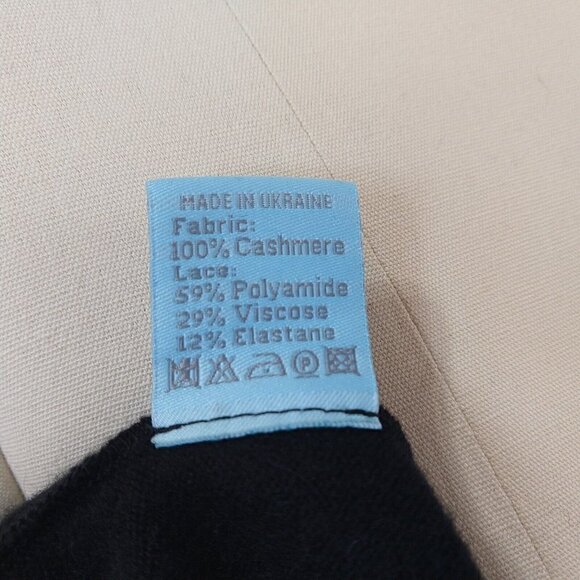 MADE IN UKRAINE
Fabric:
100% Cashmere
Lace:
59% Polyamide
29% Viscose
12% Elastane
P